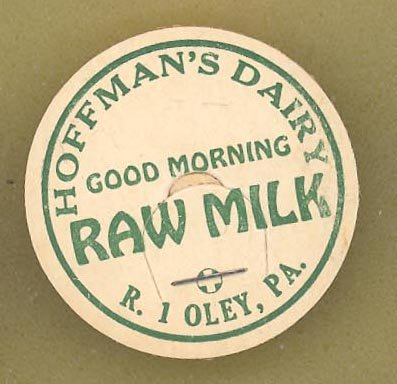 HOFFMAN'S DAIRY
GOOD MORNING
RAW MILK
R. 1 OLEY, PA.